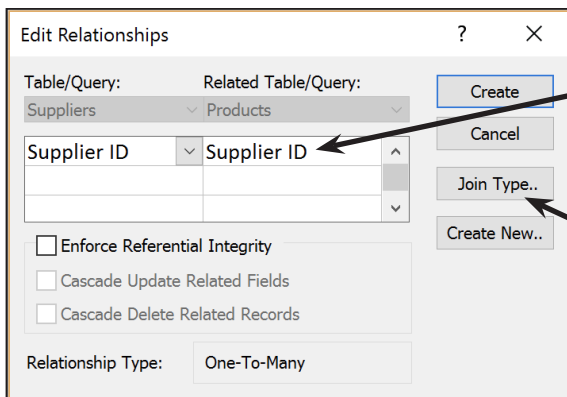 Edit Relationships ?
Table/Query: Related Table/Query:
Suppliers Products
Create
Supplier ID Supplier ID
Cancel
Join Type..
Create New..
Enforce Referential Integrity
Cascade Update Related Fields
Cascade Delete Related Records
Relationship Type: One-To-Many